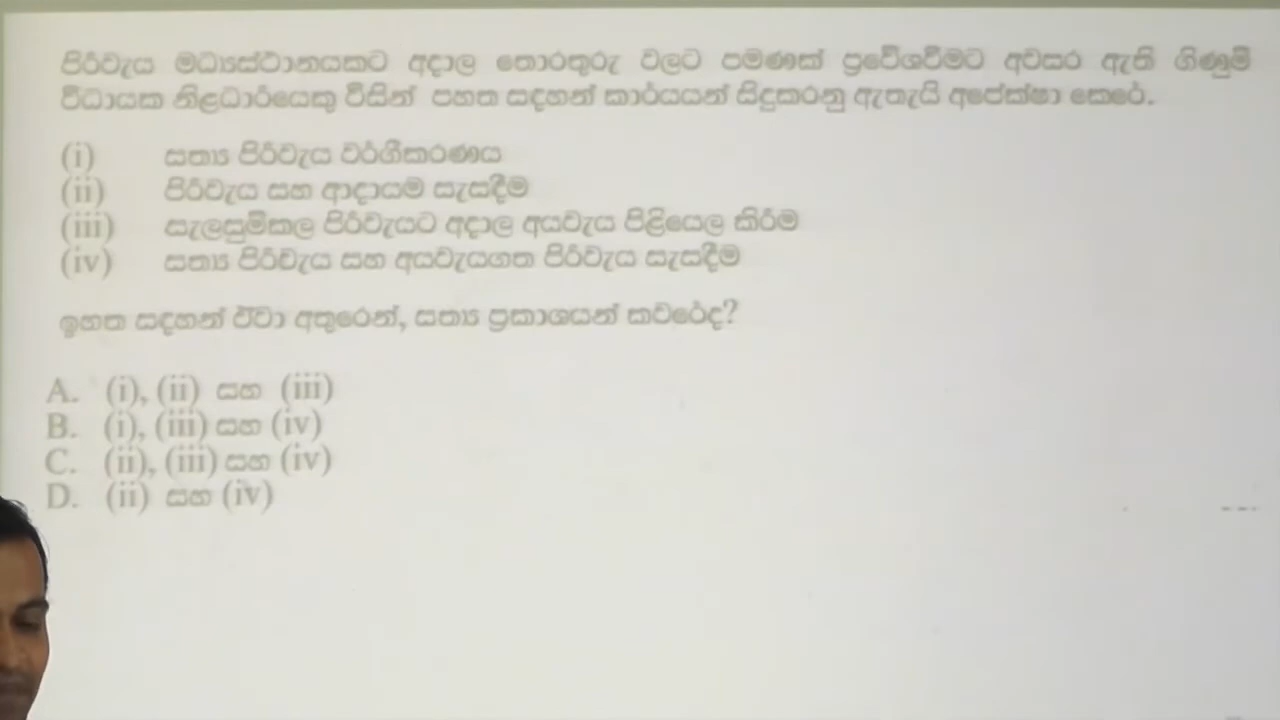 පිරිවැය මධ්‍යස්ථානයකට අදාල තොරතුරු වලට පමණක් ප්‍රවේශවීමට අවසර ඇති ගිණුම්
විධායක නිළධාරියෙකු විසින් පහත සඳහන් කාර්යයන් සිදුකරනු ඇතැයි අපේක්ෂා කෙරේ.
(i) සත්‍ය පිරිවැය වර්ගීකරණය
(ii) පිරිවැය සහ ආදායම සැසඳීම
(iii) සැලසුම්කල පිරිවැයට අදාල අයවැය පිළියෙල කිරීම
(iv) සත්‍ය පිරිවැය සහ අයවැයගත පිරිවැය සැසඳීම
ඉහත සඳහන් ඒවා අතුරෙන්, සත්‍ය ප්‍රකාශයන් කවරේද?
A. (i), (ii) සහ (iii)
B. (i), (iii) සහ (iv)
C. (ii), (iii) සහ (iv)
D. (ii) සහ (iv)